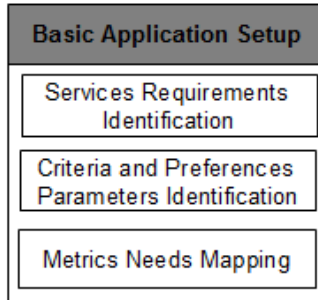 Basic Application Setup
Services Requirements
Identification
Criteria and Preferences
Parameters Identification
Metrics Needs Mapping